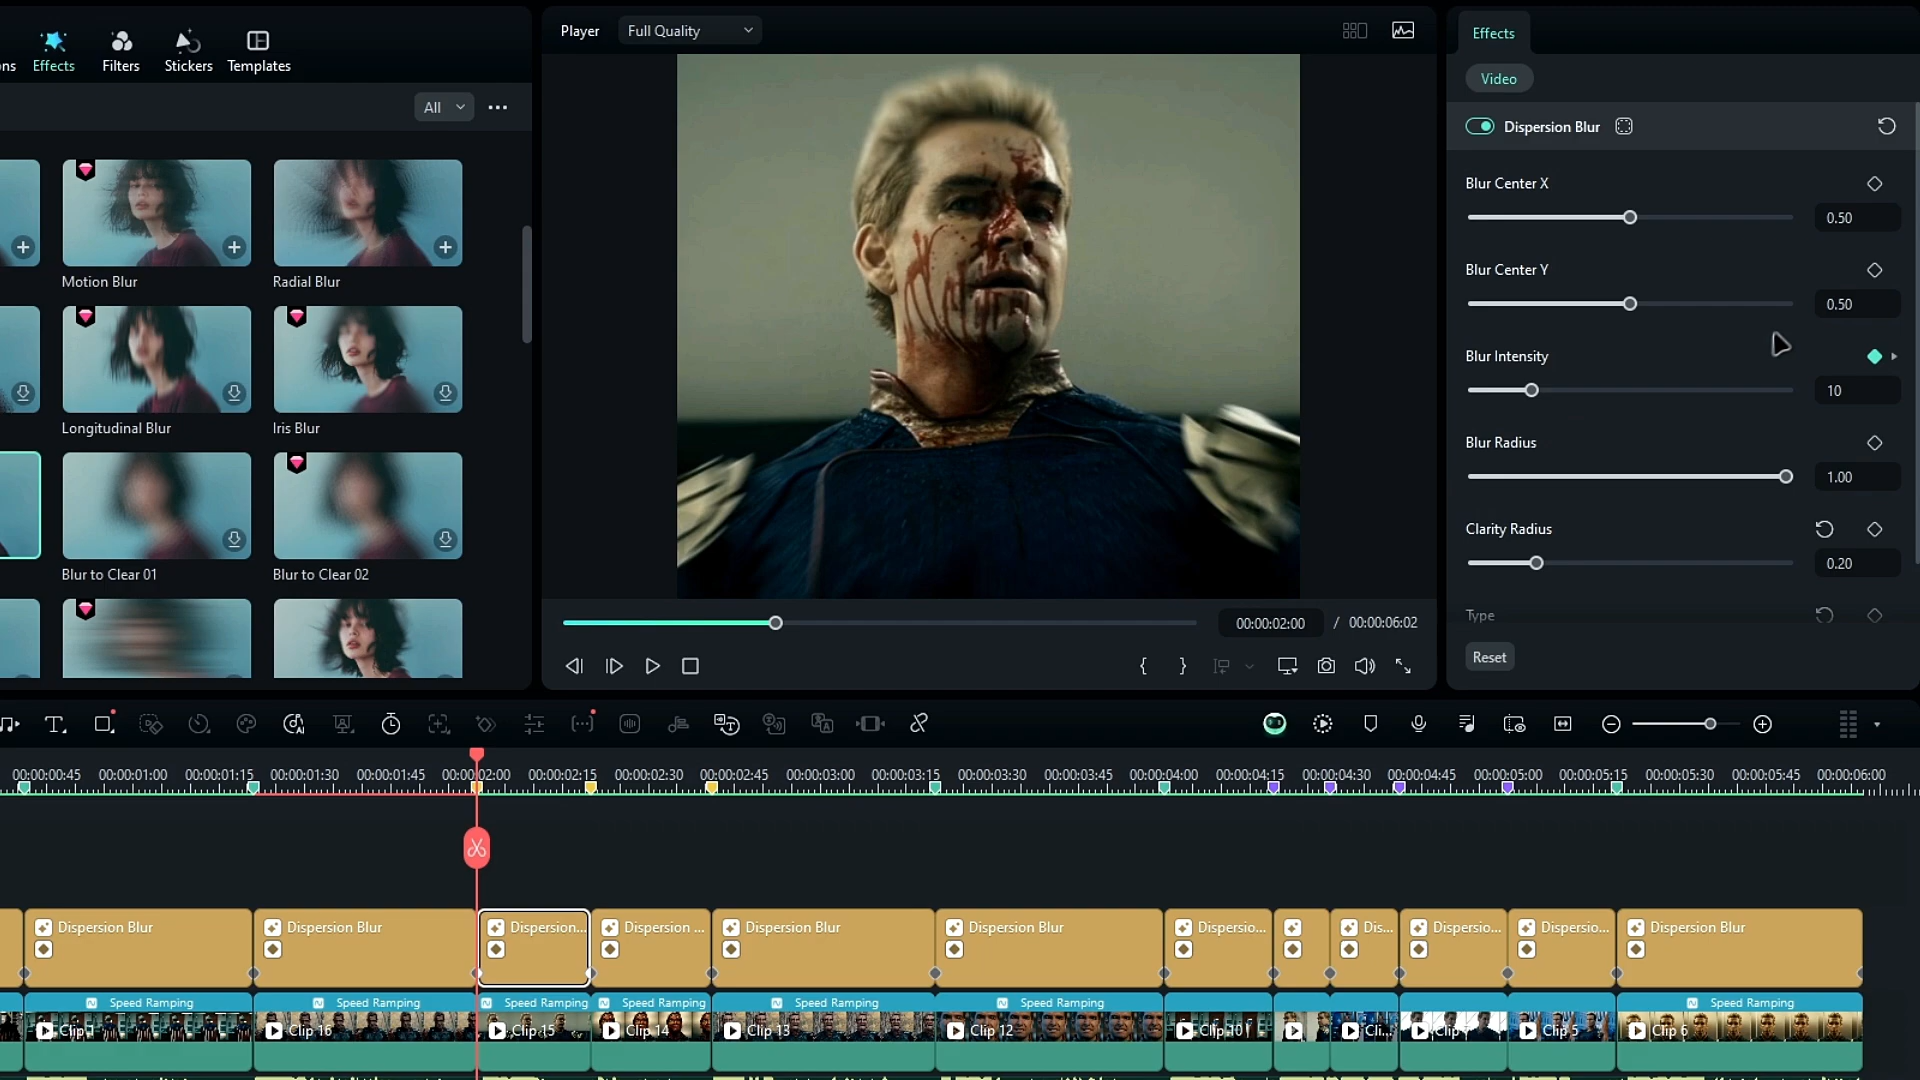 ns
Effects
Filters
Stickers
Templates
All
Motion Blur
Radial Blur
Longitudinal Blur
Iris Blur
Blur to Clear 01
Blur to Clear 02
Player
Full Quality
00:00:02:00 / 00:00:06:02
Effects
Video
Dispersion Blur
Blur Center X
0.50
Blur Center Y
0.50
Blur Intensity
10
Blur Radius
1.00
Clarity Radius
0.20
Type
Reset
00:00:00:45 00:00:01:00 00:00:01:15 00:00:01:30 00:00:01:45 00:00:02:00 00:00:02:15 00:00:02:30 00:00:02:45 00:00:03:00 00:00:03:15 00:00:03:30 00:00:03:45 00:00:04:00 00:00:04:15 00:00:04:30 00:00:04:45 00:00:05:00 00:00:05:15 00:00:05:30 00:00:05:45 00:00:06:00
Dispersion Blur Dispersion Blur Dispersion... Dispersion ... Dispersion Blur Dispersion Blur Dispersio... Dis... Dispersio... Dispersio... Dispersion Blur
Speed Ramping Speed Ramping Speed Ramping Speed Ramping Speed Ramping Speed Ramping Speed Ramping
Clip Clip 16 Clip 15 Clip 14 Clip 13 Clip 12 Clip 10 Cli... Clip Clip 5 Clip 6